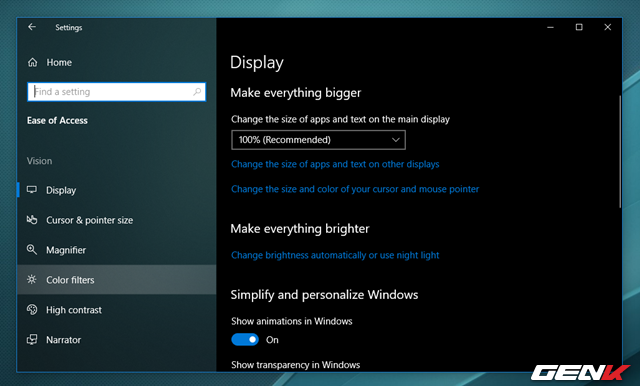 Settings
Home
Find a setting
Ease of Access
Vision
Display
Cursor & pointer size
Magnifier
Color filters
High contrast
Narrator
Display
Make everything bigger
Change the size of apps and text on the main display
100% (Recommended)
Change the size of apps and text on other displays
Change the size and color of your cursor and mouse pointer
Make everything brighter
Change brightness automatically or use night light
Simplify and personalize Windows
Show animations in Windows
On
Show transparency in Windows
GENK